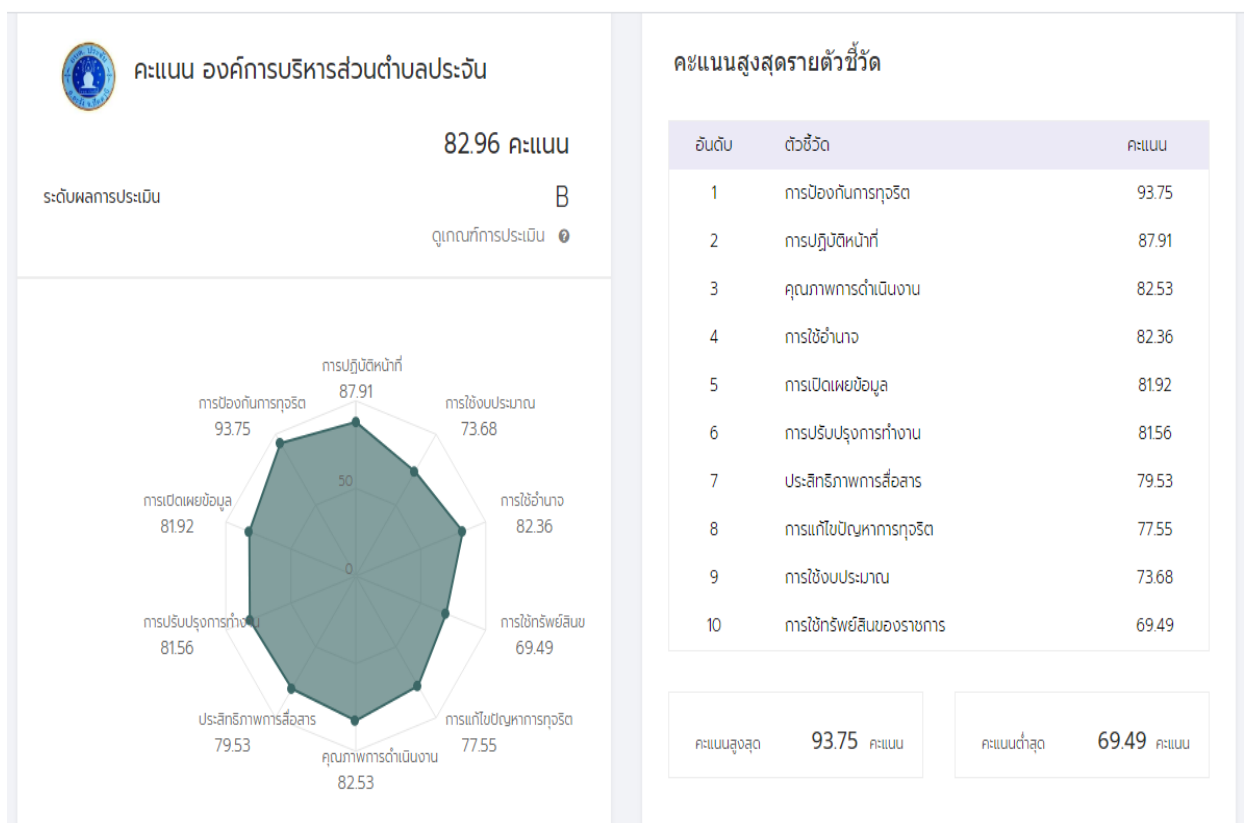 คะแนน องค์การบริหารส่วนตำบลประจัน
82.96 คะแนน
ระดับผลการประเมิน B
ดูเกณฑ์การประเมิน
การปฏิบัติหน้าที่
87.91
การป้องกันการทุจริต
93.75
การใช้งบประมาณ
73.68
50
การเปิดเผยข้อมูล
81.92
การใช้อำนาจ
82.36
0
การปรับปรุงการทำงาน
81.56
การใช้ทรัพย์สินข
69.49
ประสิทธิภาพการสื่อสาร
79.53
การแก้ไขปัญหาการทุจริต
77.55
คุณภาพการดำเนินงาน
82.53
คะแนนสูงสุดรายตัวชี้วัด
อันดับ ตัวชี้วัด คะแนน
1 การป้องกันการทุจริต 93.75
2 การปฏิบัติหน้าที่ 87.91
3 คุณภาพการดำเนินงาน 82.53
4 การใช้อำนาจ 82.36
5 การเปิดเผยข้อมูล 81.92
6 การปรับปรุงการทำงาน 81.56
7 ประสิทธิภาพการสื่อสาร 79.53
8 การแก้ไขปัญหาการทุจริต 77.55
9 การใช้งบประมาณ 73.68
10 การใช้ทรัพย์สินของราชการ 69.49
คะแนนสูงสุด 93.75 คะแนน
คะแนนต่ำสุด 69.49 คะแนน